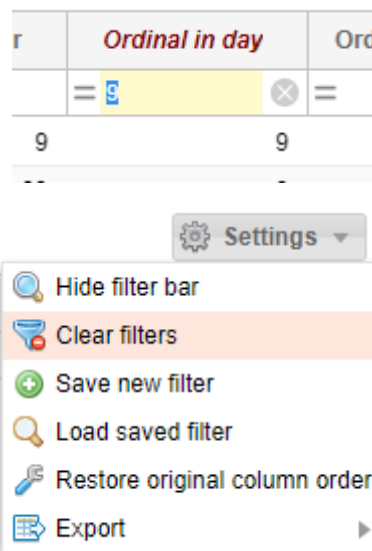 r Ordinal in day Ord
= 9 =
9 9
Settings
Hide filter bar
Clear filters
Save new filter
Load saved filter
Restore original column order
Export